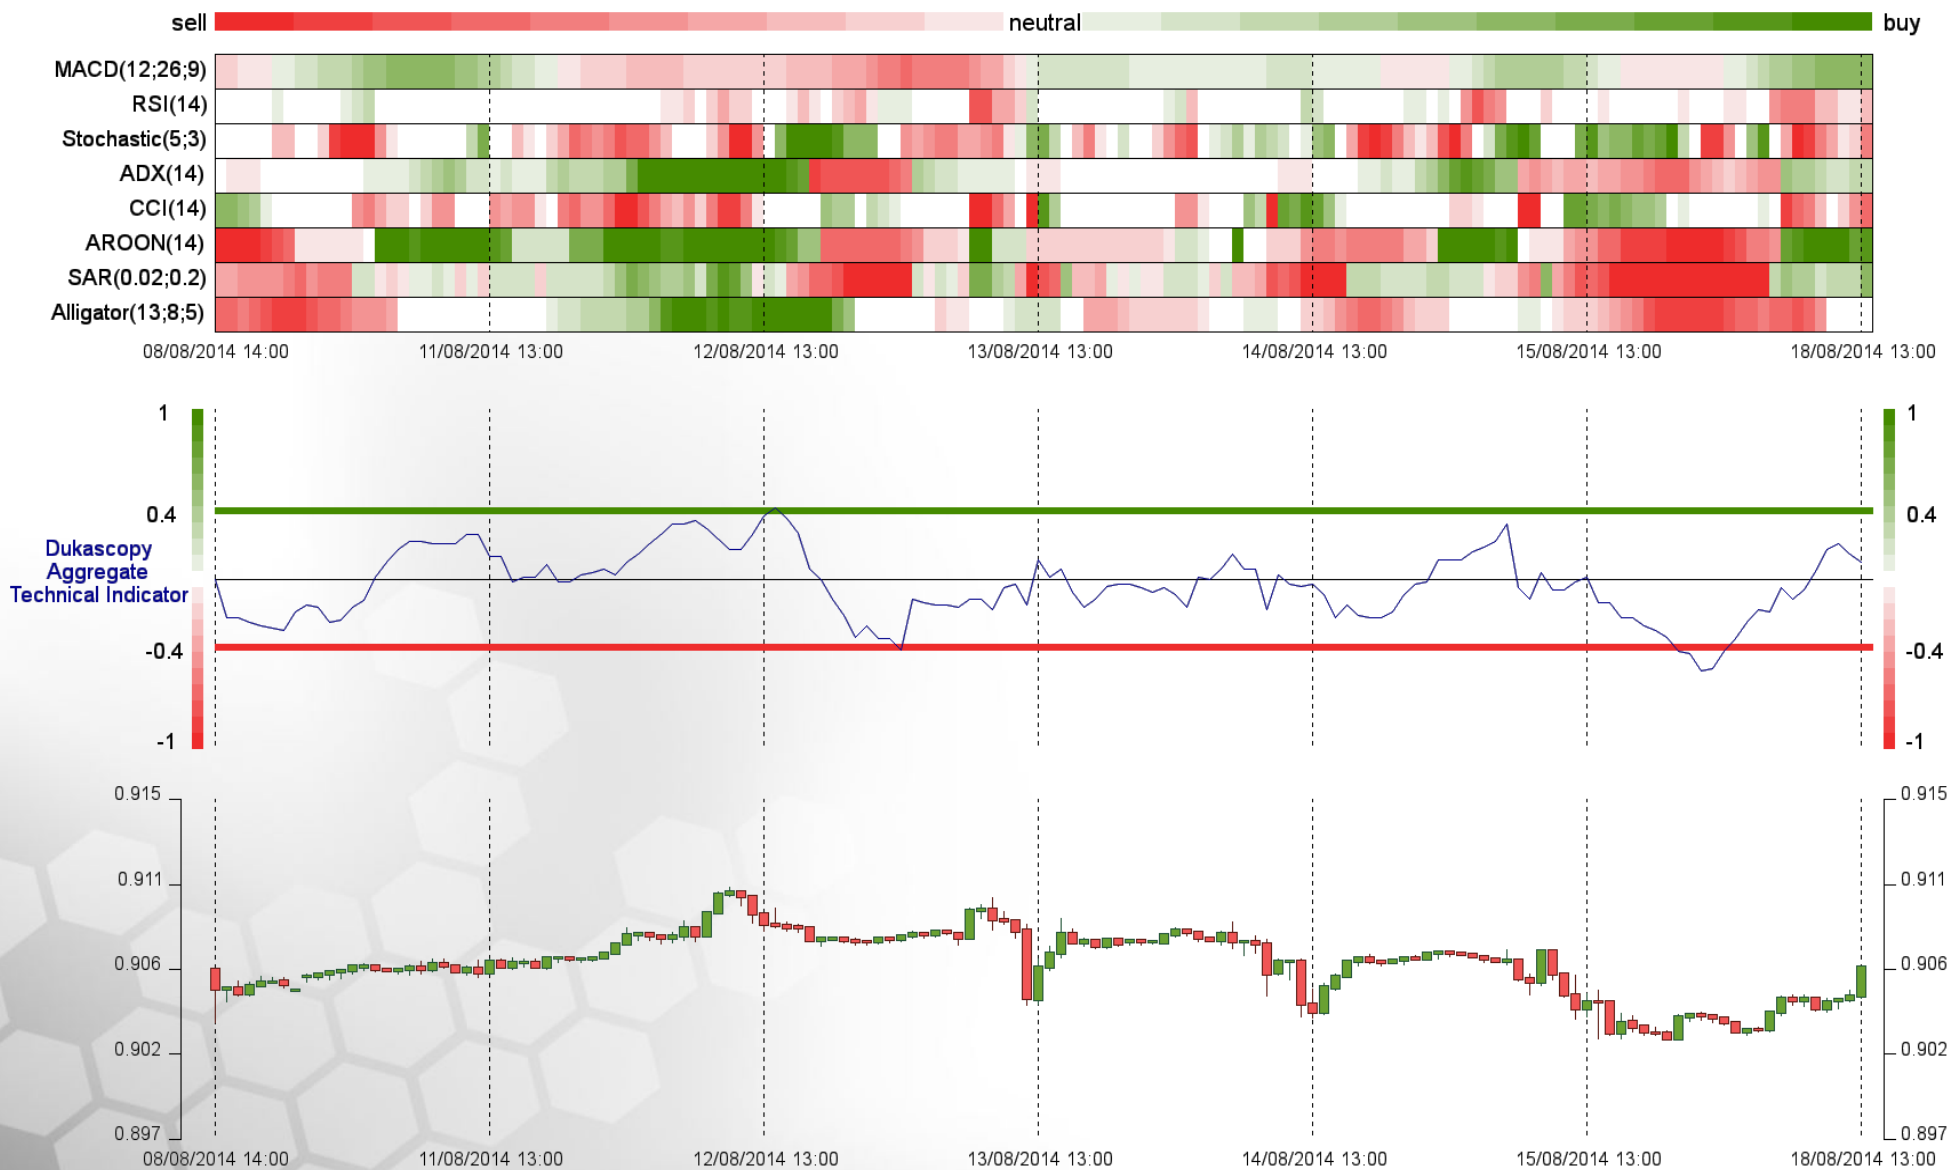 sell neutral buy
MACD(12;26;9)
RSI(14)
Stochastic(5;3)
ADX(14)
CCI(14)
AROON(14)
SAR(0.02;0.2)
Alligator(13;8;5)
08/08/2014 14:00 11/08/2014 13:00 12/08/2014 13:00 13/08/2014 13:00 14/08/2014 13:00 15/08/2014 13:00 18/08/2014 13:00
1 1
0.4 0.4
Dukascopy
Aggregate
Technical Indicator
-0.4 -0.4
-1 -1
0.915 0.915
0.911 0.911
0.906 0.906
0.902 0.902
0.897 0.897
08/08/2014 14:00 11/08/2014 13:00 12/08/2014 13:00 13/08/2014 13:00 14/08/2014 13:00 15/08/2014 13:00 18/08/2014 13:00